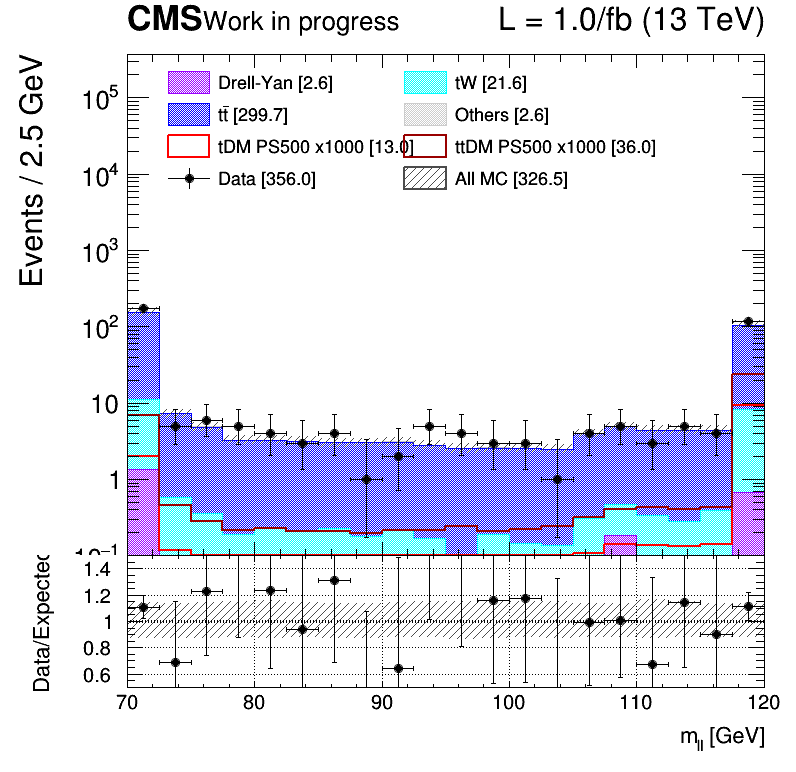 CMS Work in progress L = 1.0/fb (13 TeV)
Events / 2.5 GeV
Drell-Yan [2.6] tW [21.6]
tt̄ [299.7] Others [2.6]
tDM PS500 x1000 [13.0] ttDM PS500 x1000 [36.0]
Data [356.0] All MC [326.5]
10⁵
10⁴
10³
10²
10
1
10⁻¹
Data/Expected
1.4
1.2
1
0.8
0.6
70 80 90 100 110 120
m_ll [GeV]